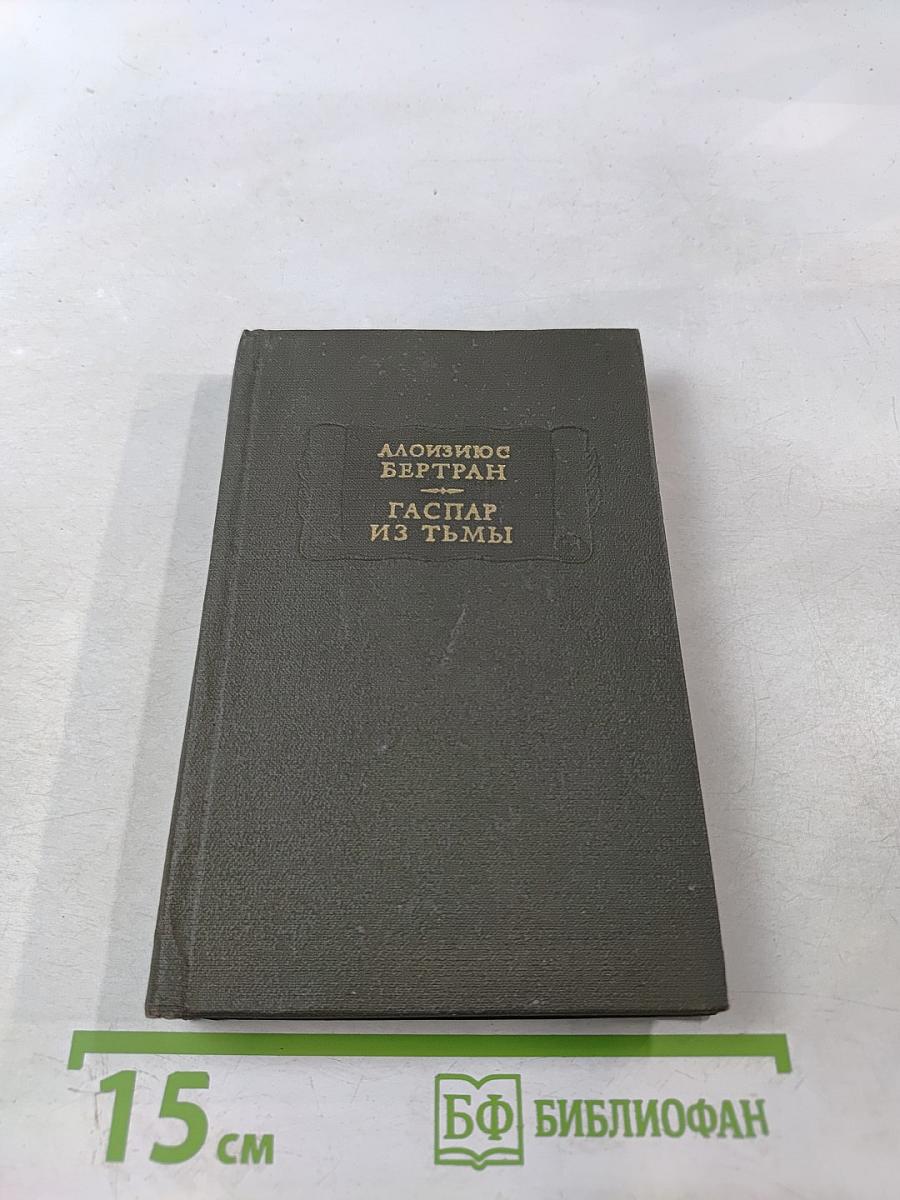 АЛОИЗИЮС
БЕРТРАН
ГАСПАР
ИЗ ТЬМЫ
15 см
БФ БИБЛИОФАН